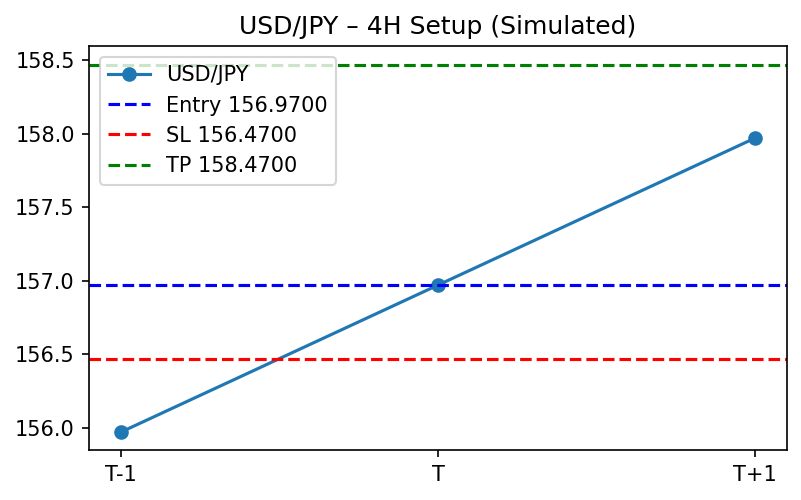 USD/JPY – 4H Setup (Simulated)
158.5
158.0
157.5
157.0
156.5
156.0
USD/JPY
Entry 156.9700
SL 156.4700
TP 158.4700
T-1
T
T+1